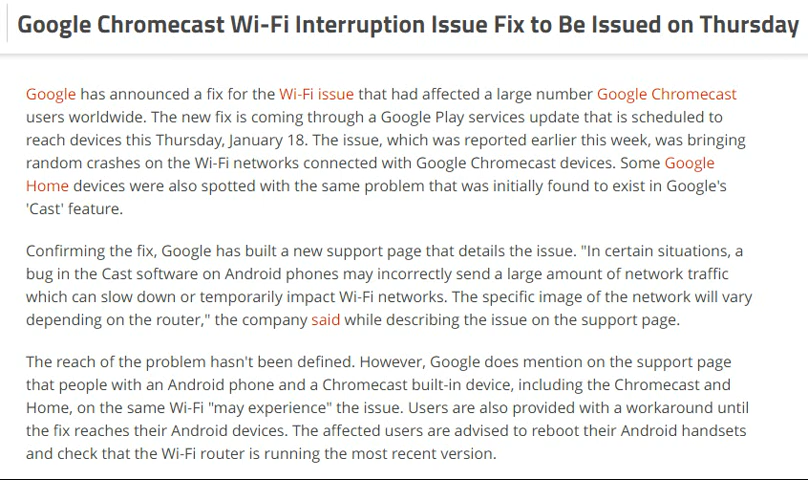 Google Chromecast Wi-Fi Interruption Issue Fix to Be Issued on Thursday
Google has announced a fix for the Wi-Fi issue that had affected a large number Google Chromecast
users worldwide. The new fix is coming through a Google Play services update that is scheduled to
reach devices this Thursday, January 18. The issue, which was reported earlier this week, was bringing
random crashes on the Wi-Fi networks connected with Google Chromecast devices. Some Google
Home devices were also spotted with the same problem that was initially found to exist in Google's
'Cast' feature.
Confirming the fix, Google has built a new support page that details the issue. "In certain situations, a
bug in the Cast software on Android phones may incorrectly send a large amount of network traffic
which can slow down or temporarily impact Wi-Fi networks. The specific image of the network will vary
depending on the router," the company said while describing the issue on the support page.
The reach of the problem hasn't been defined. However, Google does mention on the support page
that people with an Android phone and a Chromecast built-in device, including the Chromecast and
Home, on the same Wi-Fi "may experience" the issue. Users are also provided with a workaround until
the fix reaches their Android devices. The affected users are advised to reboot their Android handsets
and check that the Wi-Fi router is running the most recent version.